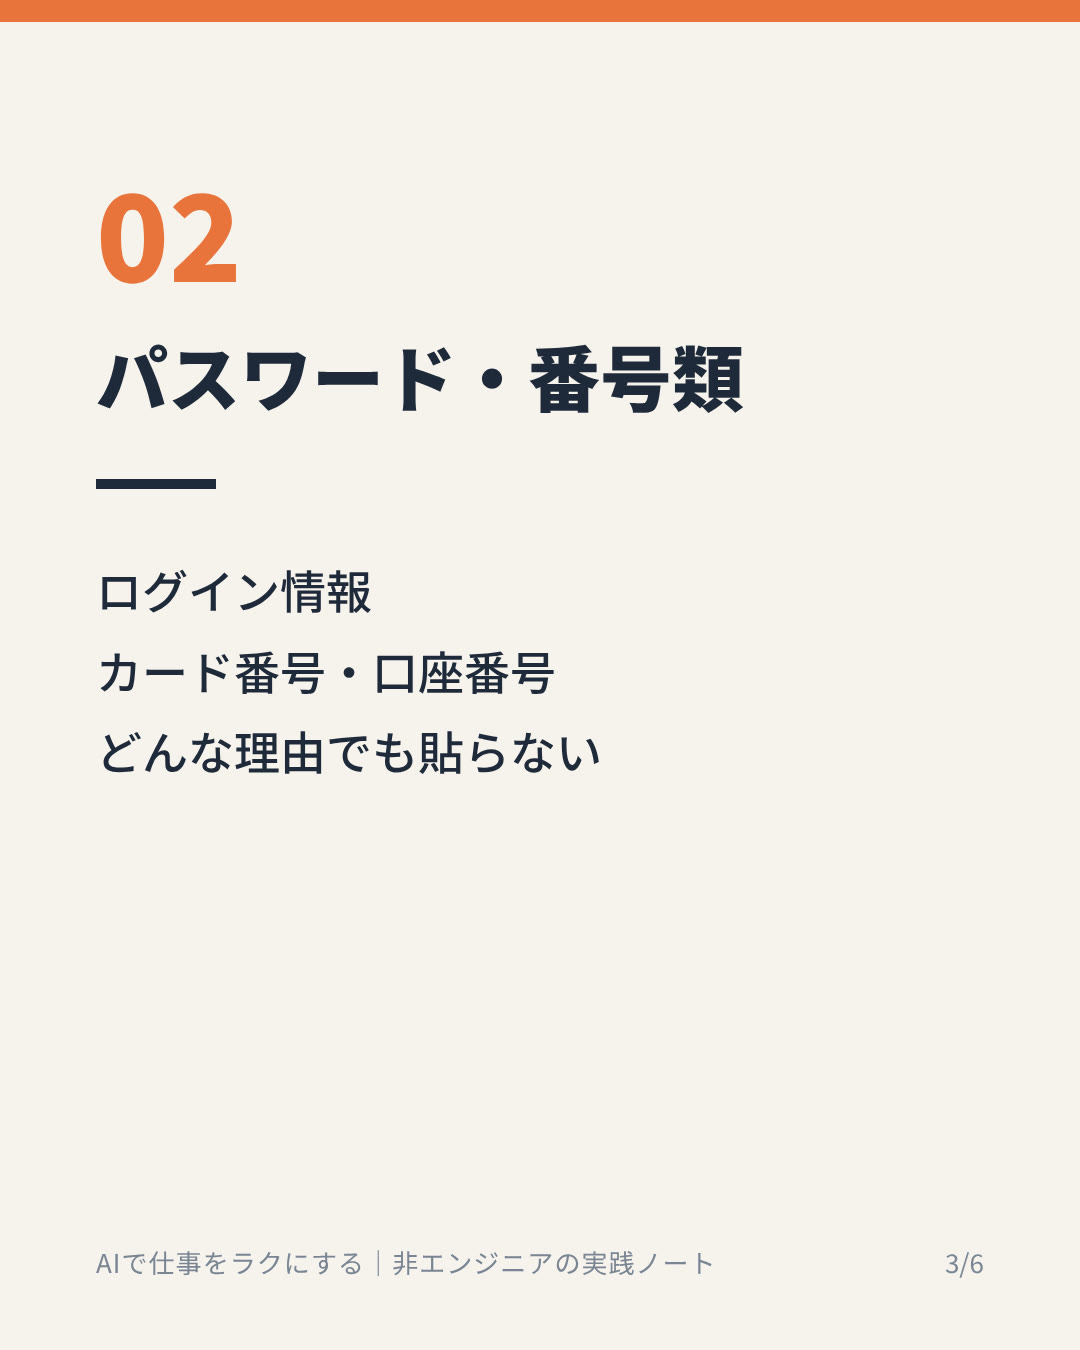 02
パスワード・番号類
ログイン情報
カード番号・口座番号
どんな理由でも貼らない
AIで仕事をラクにする｜非エンジニアの実践ノート
3/6